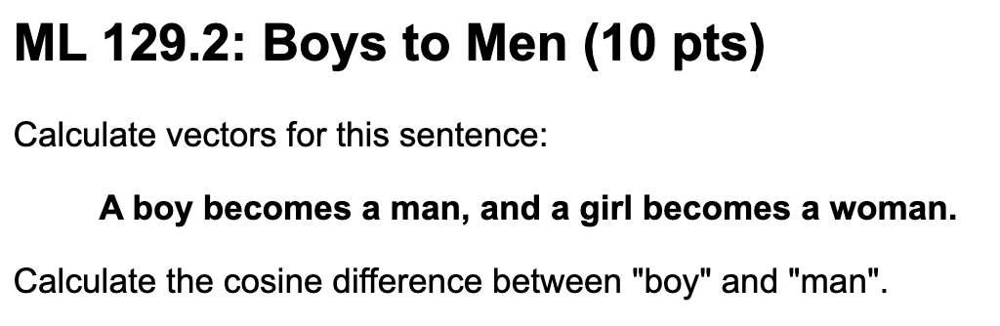 ML 129.2: Boys to Men (10 pts)
Calculate vectors for this sentence:
A boy becomes a man, and a girl becomes a woman.
Calculate the cosine difference between "boy" and "man".